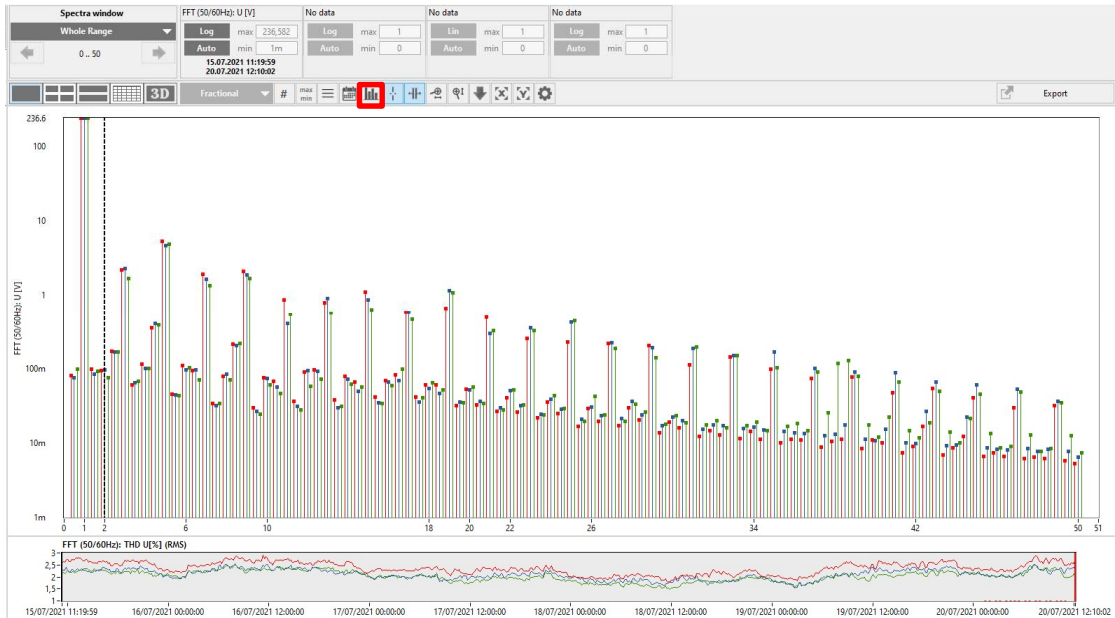 Spectra window
Whole Range
0 .. 50
FFT (50/60Hz): U [V]
Log max 236,582
Auto min 1m
15.07.2021 11:19:59
20.07.2021 12:10:02
No data
Log max 1
Auto min 0
No data
Lin max 1
Auto min 0
No data
Log max 1
Auto min 0
3D
Fractional
#
max
min
Export
236.6
100
10
1
100m
10m
1m
FFT (50/60Hz): U [V]
0 1 2 6 10 18 20 22 26 34 42 50 51
FFT (50/60Hz): THD U[%] (RMS)
3
2,5
2
1,5
1
15/07/2021 11:19:59 16/07/2021 00:00:00 16/07/2021 12:00:00 17/07/2021 00:00:00 17/07/2021 12:00:00 18/07/2021 00:00:00 18/07/2021 12:00:00 19/07/2021 00:00:00 19/07/2021 12:00:00 20/07/2021 00:00:00 20/07/2021 12:10:02